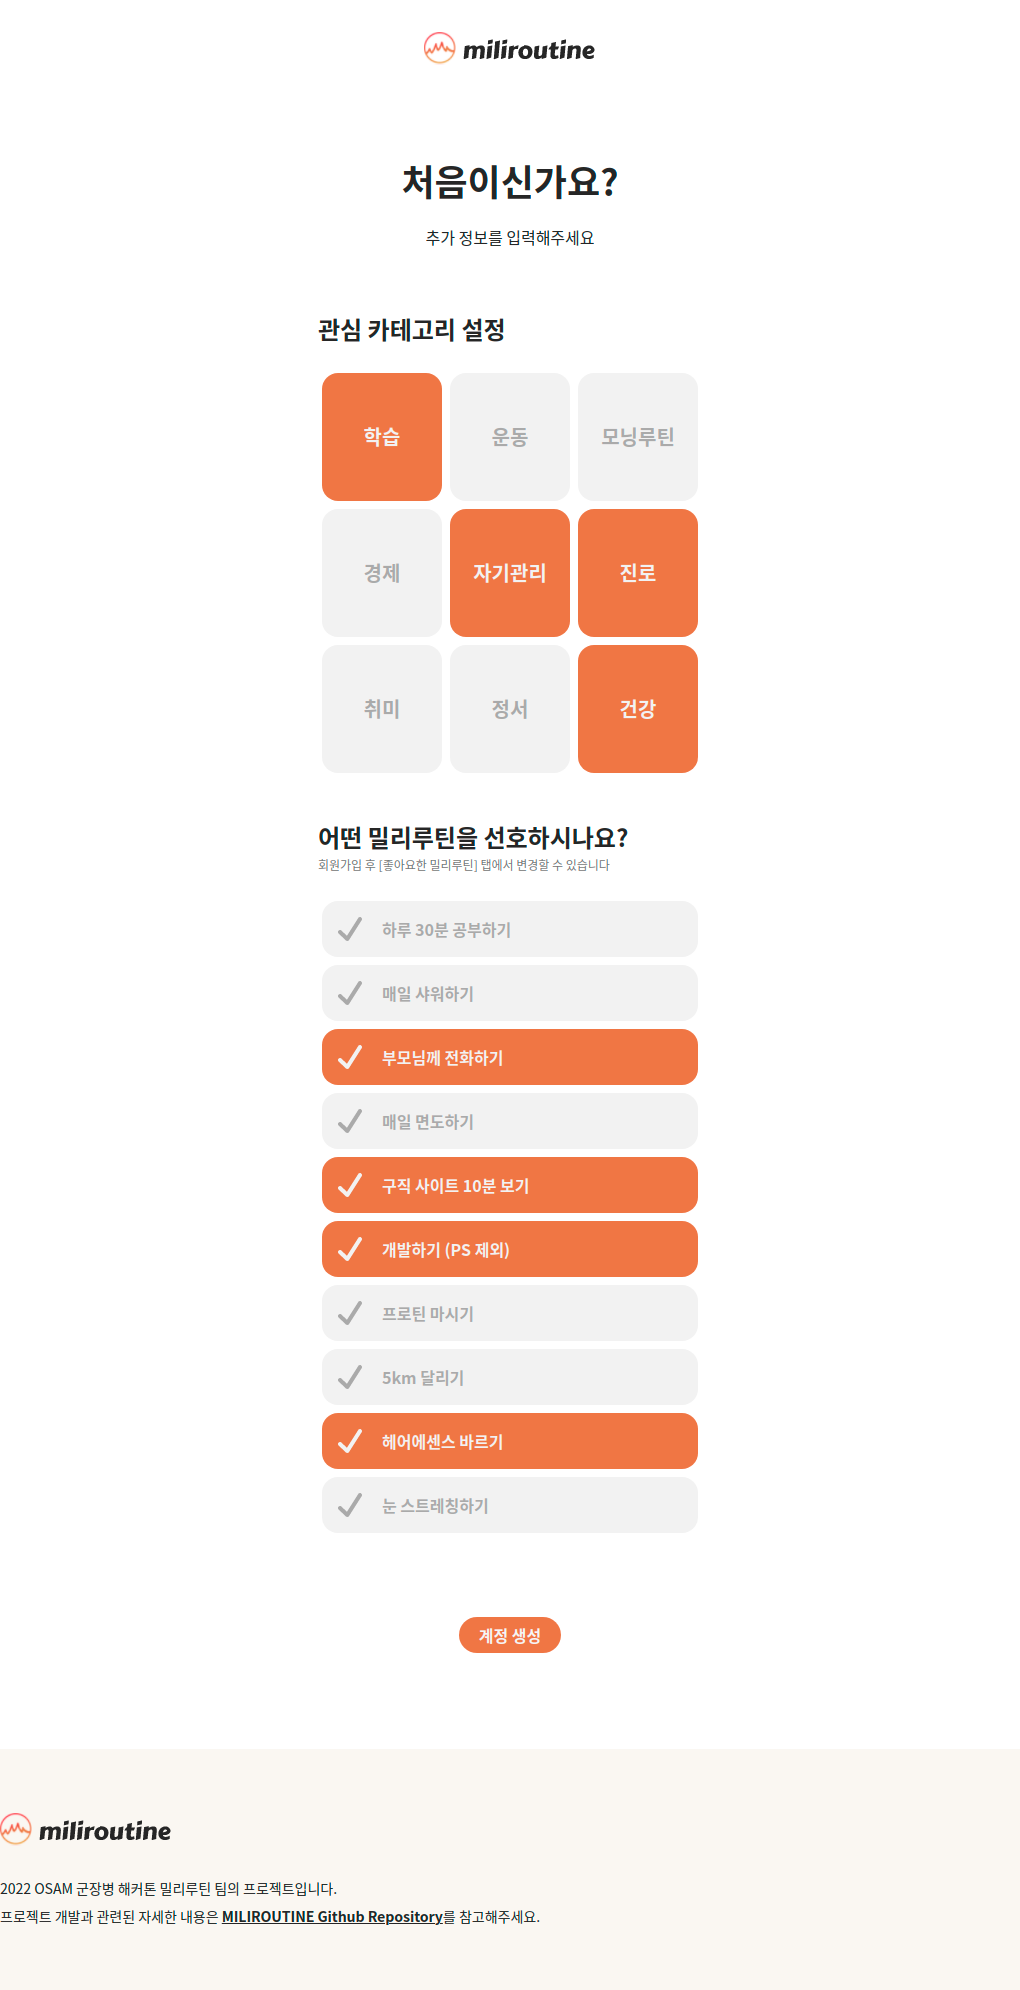 miliroutine
처음이신가요?
추가 정보를 입력해주세요
관심 카테고리 설정
학습 운동 모닝루틴
경제 자기관리 진로
취미 정서 건강
어떤 밀리루틴을 선호하시나요?
회원가입 후 [좋아요한 밀리루틴] 탭에서 변경할 수 있습니다
하루 30분 공부하기
매일 샤워하기
부모님께 전화하기
매일 면도하기
구직 사이트 10분 보기
개발하기 (PS 제외)
프로틴 마시기
5km 달리기
헤어에센스 바르기
눈 스트레칭하기
계정 생성
miliroutine
2022 OSAM 군장병 해커톤 밀리루틴 팀의 프로젝트입니다.
프로젝트 개발과 관련된 자세한 내용은 MILIROUTINE Github Repository를 참고해주세요.